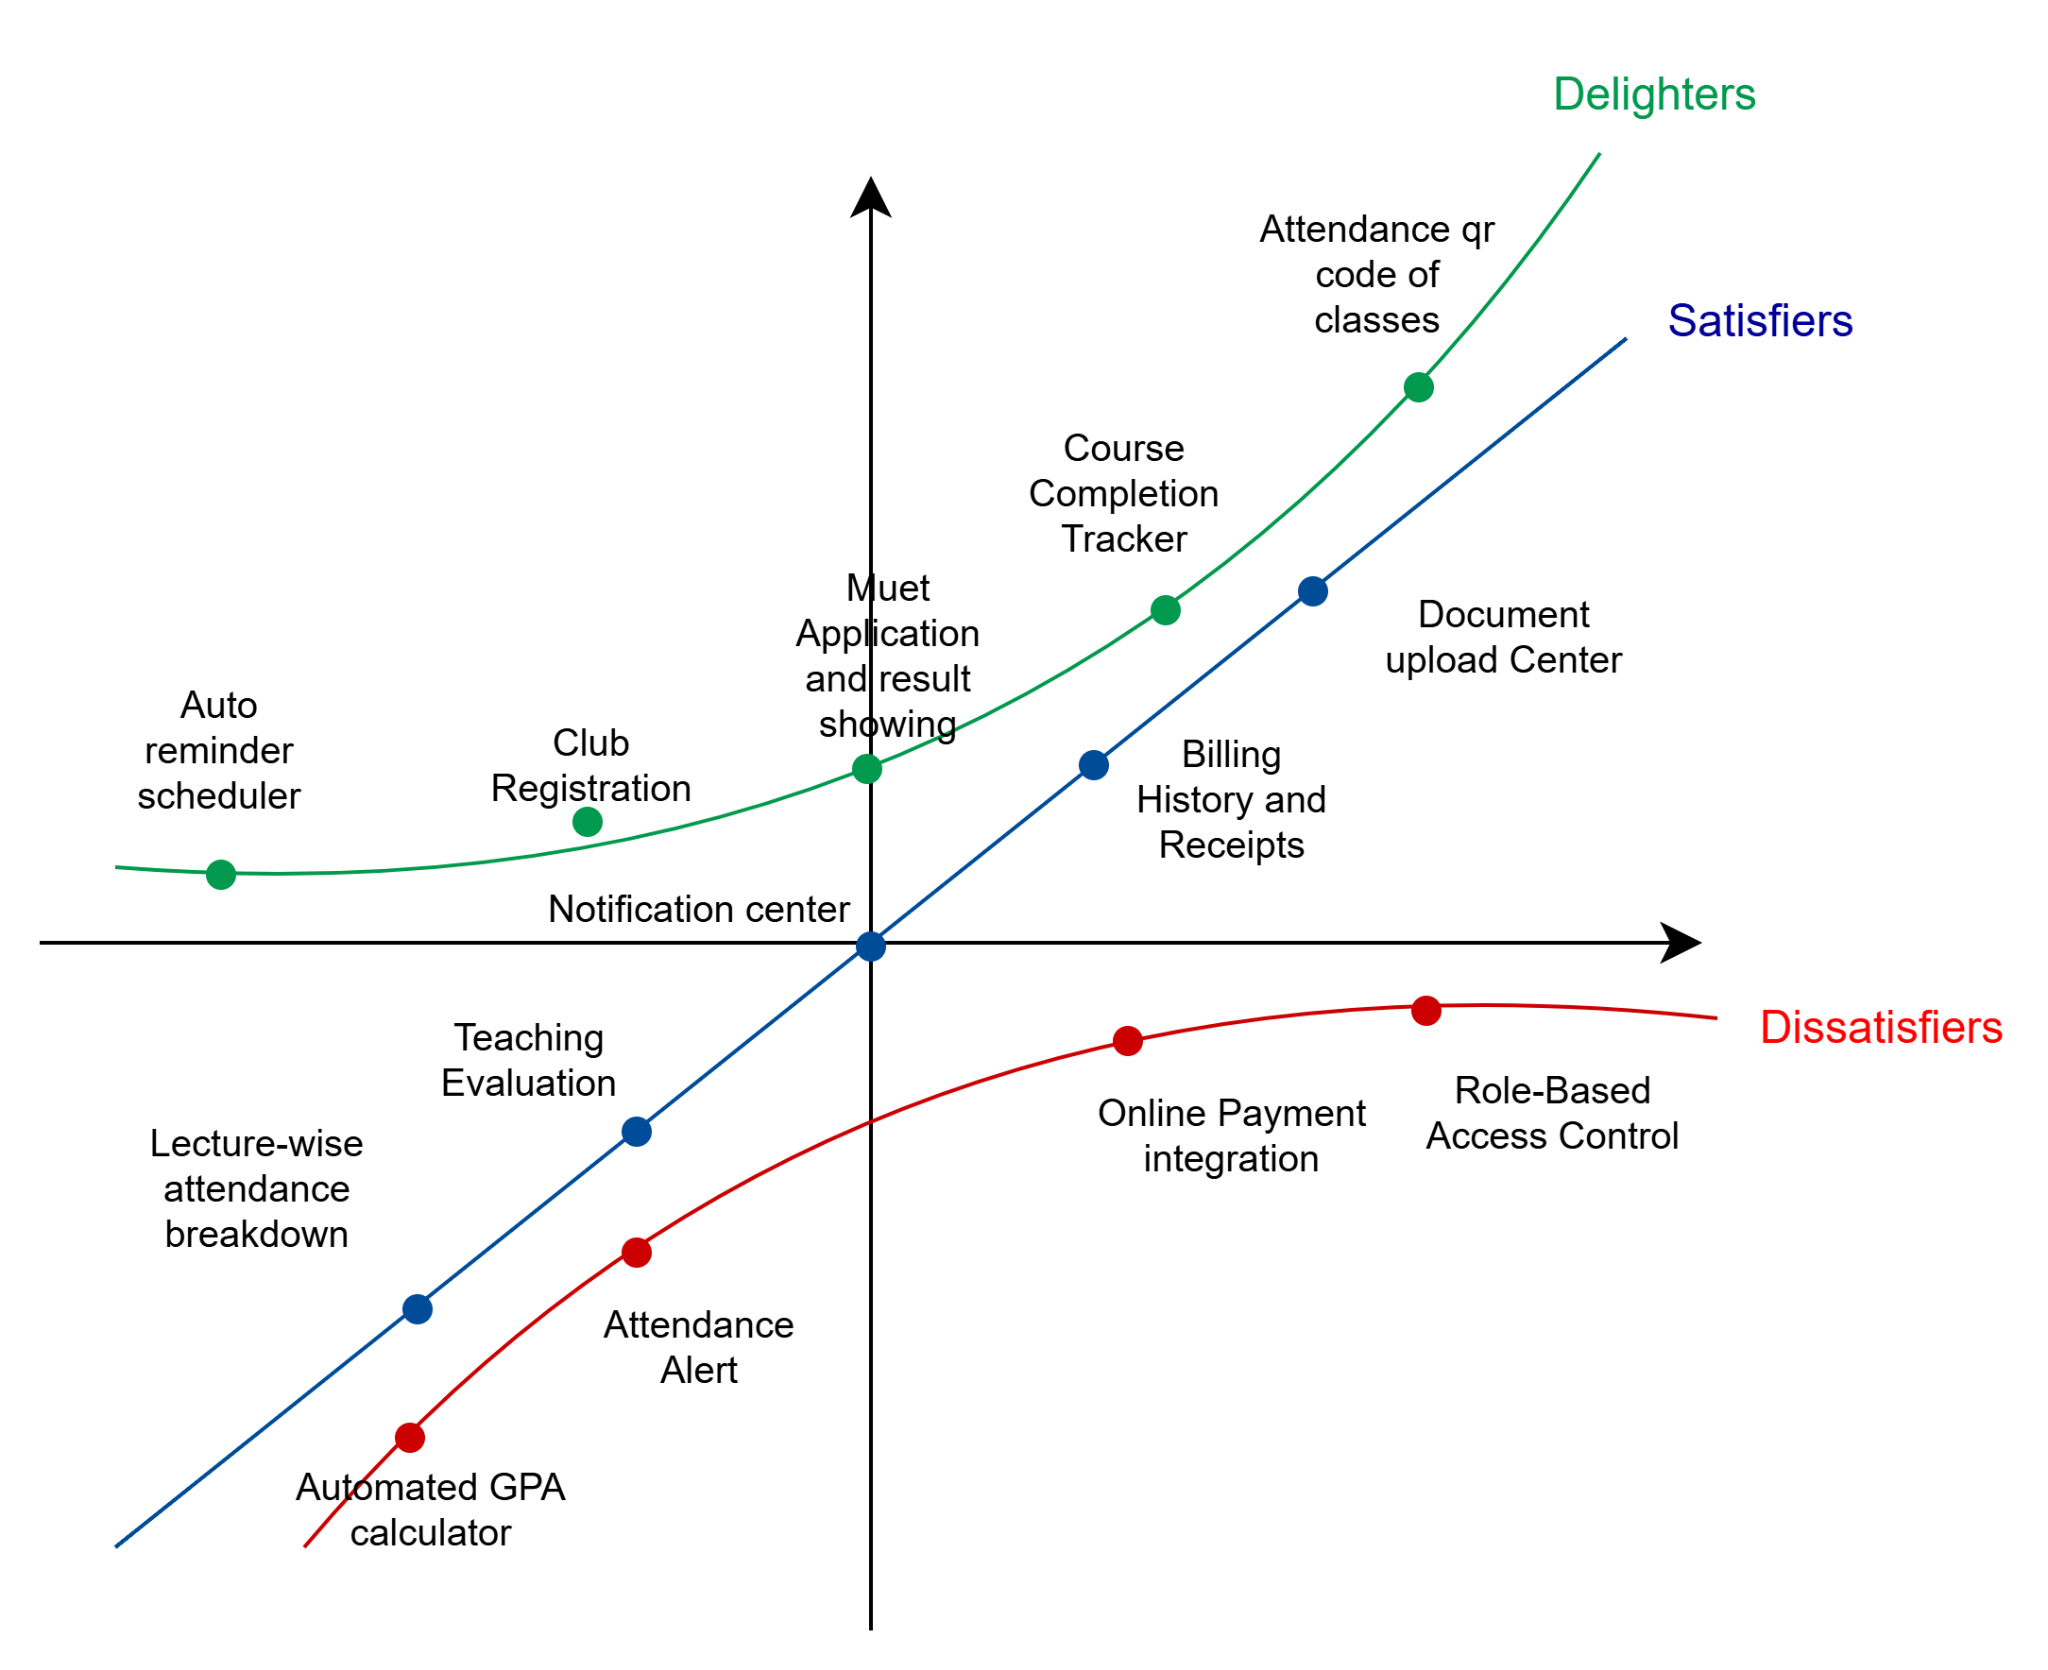 Delighters
Attendance qr
code of
classes
Satisfiers
Course
Completion
Tracker
Muet
Application
and result
showing
Document
upload Center
Auto
reminder
scheduler
Club
Registration
Billing
History and
Receipts
Notification center
Dissatisfiers
Teaching
Evaluation
Role-Based
Access Control
Online Payment
integration
Lecture-wise
attendance
breakdown
Attendance
Alert
Automated GPA
calculator